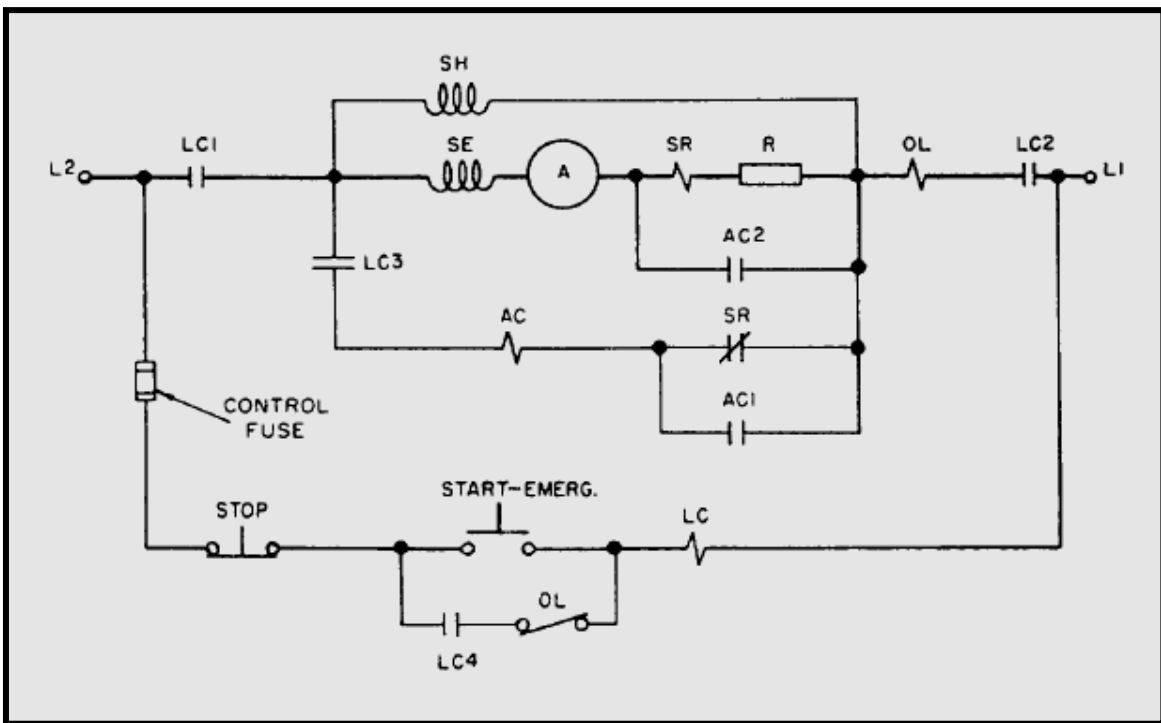 SH
LC1
SE
SR
R
OL
LC2
L2
A
L1
AC2
LC3
AC
SR
AC1
CONTROL
FUSE
START-EMERG.
STOP
LC
OL
LC4